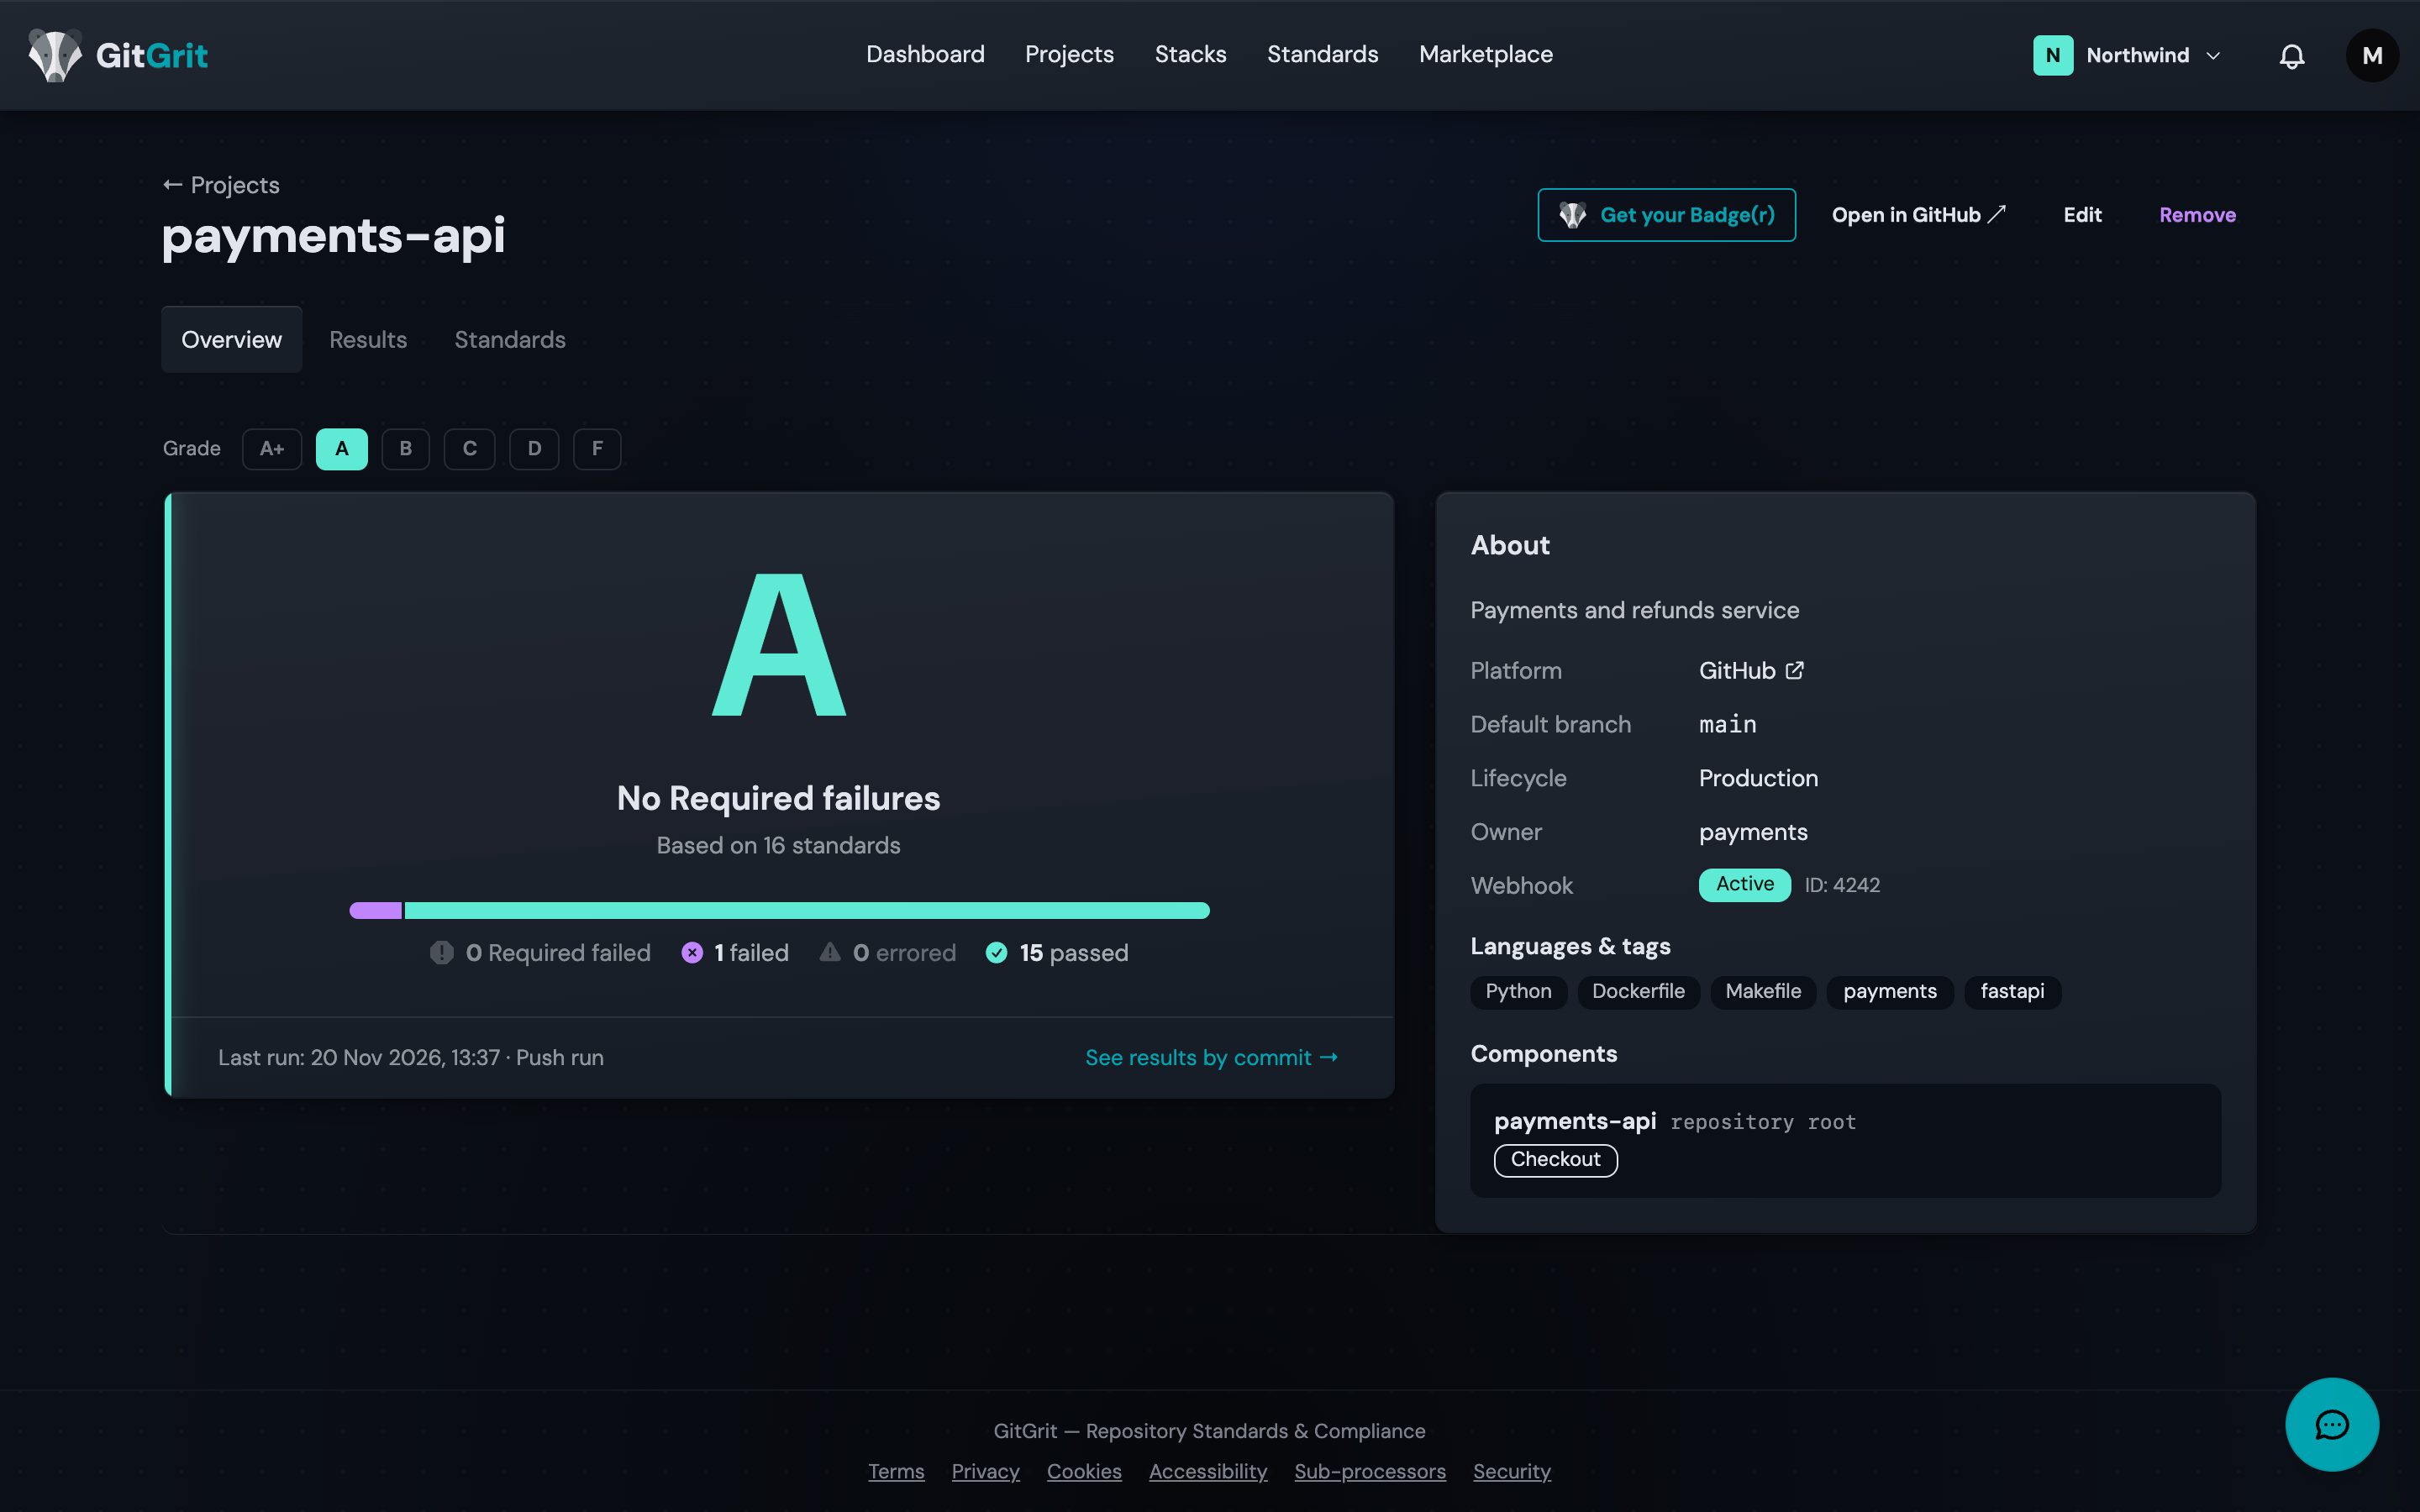 GitGrit
Dashboard Projects Stacks Standards Marketplace
N Northwind
M
← Projects
payments-api
Get your Badge(r)
Open in GitHub ↗
Edit
Remove
Overview Results Standards
Grade A+ A B C D F
A
No Required failures
Based on 16 standards
0 Required failed 1 failed 0 errored 15 passed
Last run: 20 Nov 2026, 13:37 · Push run
See results by commit →
About
Payments and refunds service
Platform GitHub
Default branch main
Lifecycle Production
Owner payments
Webhook Active ID: 4242
Languages & tags
Python Dockerfile Makefile payments fastapi
Components
payments-api repository root
Checkout
GitGrit — Repository Standards & Compliance
Terms Privacy Cookies Accessibility Sub-processors Security